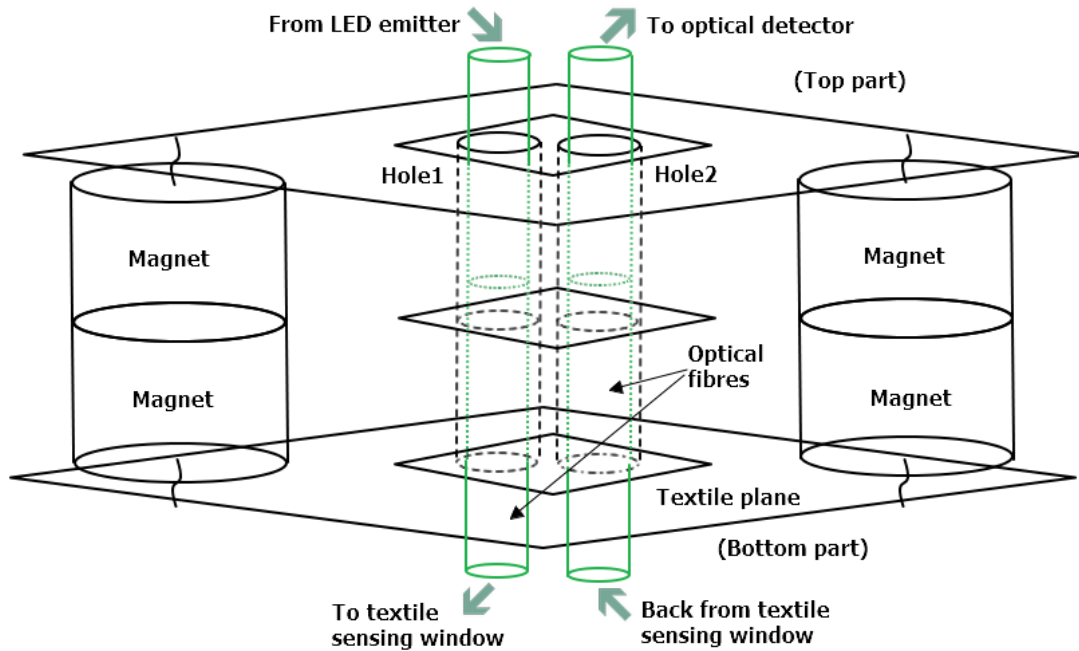 From LED emitter
To optical detector
(Top part)
Hole1
Hole2
Magnet
Magnet
Optical
fibres
Magnet
Magnet
Textile plane
(Bottom part)
To textile
sensing window
Back from textile
sensing window